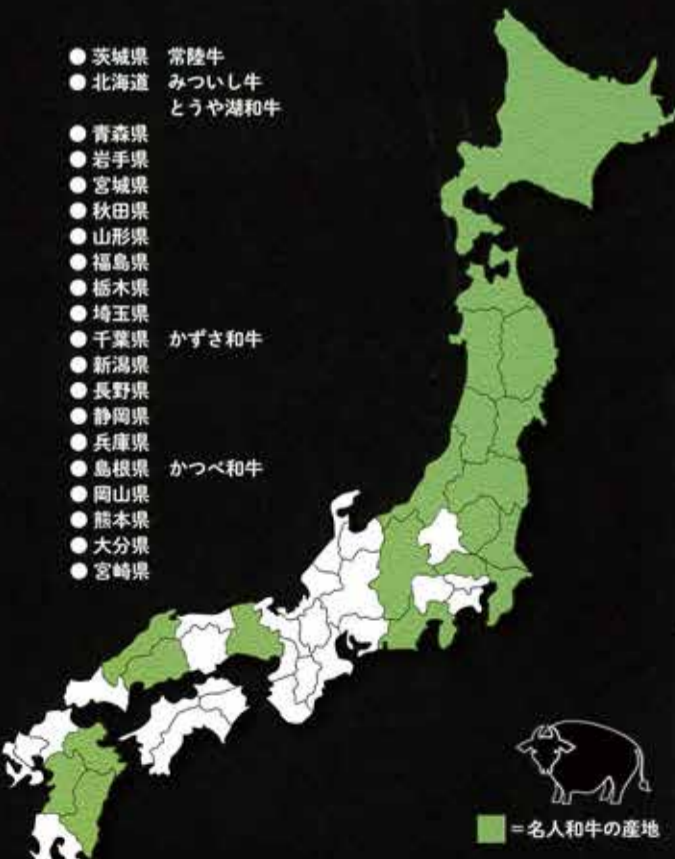 ● 茨城県 常陸牛
● 北海道 みついし牛
とうや湖和牛
● 青森県
● 岩手県
● 宮城県
● 秋田県
● 山形県
● 福島県
● 栃木県
● 埼玉県
● 千葉県 かずさ和牛
● 新潟県
● 長野県
● 静岡県
● 兵庫県
● 島根県 かつべ和牛
● 岡山県
● 熊本県
● 大分県
● 宮崎県
＝名人和牛の産地